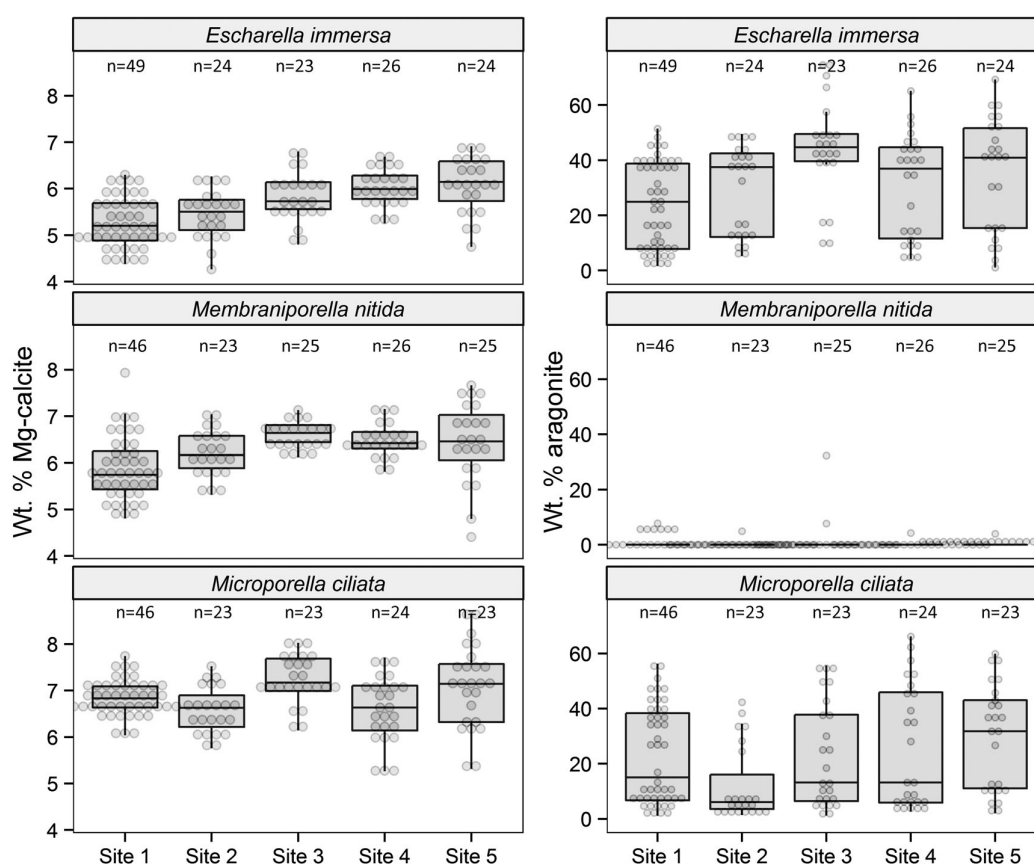 Escharella immersa
n=49 n=24 n=23 n=26 n=24
8
7
6
5
4
Membraniporella nitida
n=46 n=23 n=25 n=26 n=25
8
7
6
5
4
Microporella ciliata
n=46 n=23 n=23 n=24 n=23
8
7
6
5
4
Wt. % Mg-calcite
Site 1 Site 2 Site 3 Site 4 Site 5
Escharella immersa
n=49 n=24 n=23 n=26 n=24
60
40
20
0
Membraniporella nitida
n=46 n=23 n=25 n=26 n=25
60
40
20
0
Microporella ciliata
n=46 n=23 n=23 n=24 n=23
60
40
20
0
Wt. % aragonite
Site 1 Site 2 Site 3 Site 4 Site 5